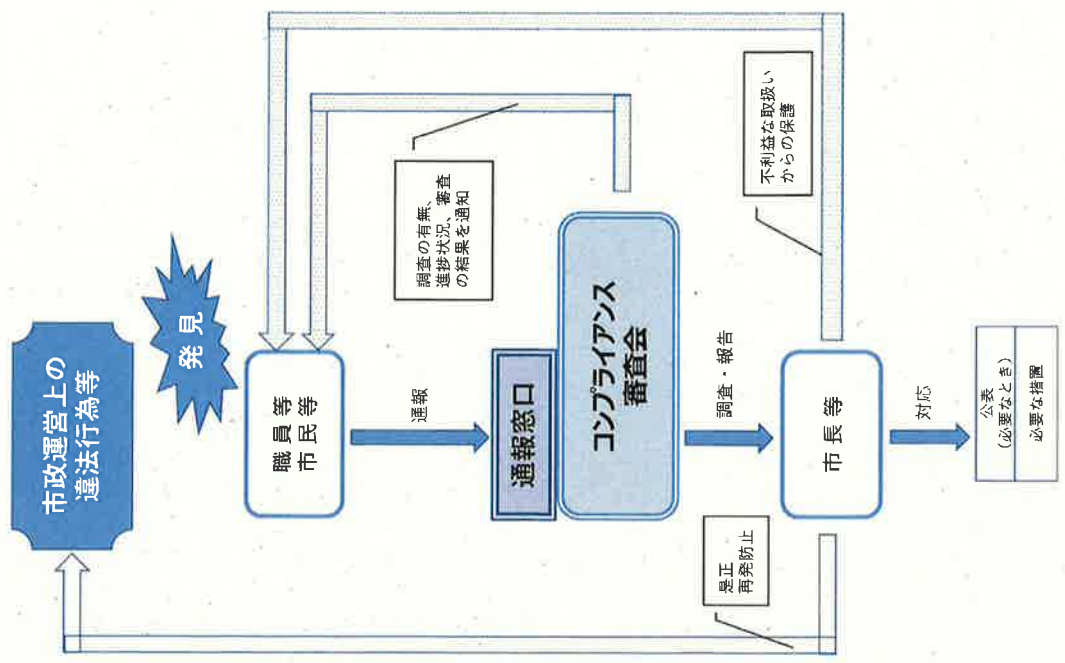 市政運営上の
違法行為等
発見
職員等
市民等
通報
調査の有無、
進捗状況、審査
の結果を通知
通報窓口
コンプライアンス
審査会
調査・報告
不利益な取扱い
からの保護
市長等
是正
再発防止
対応
公表
(必要なとき)
必要な措置